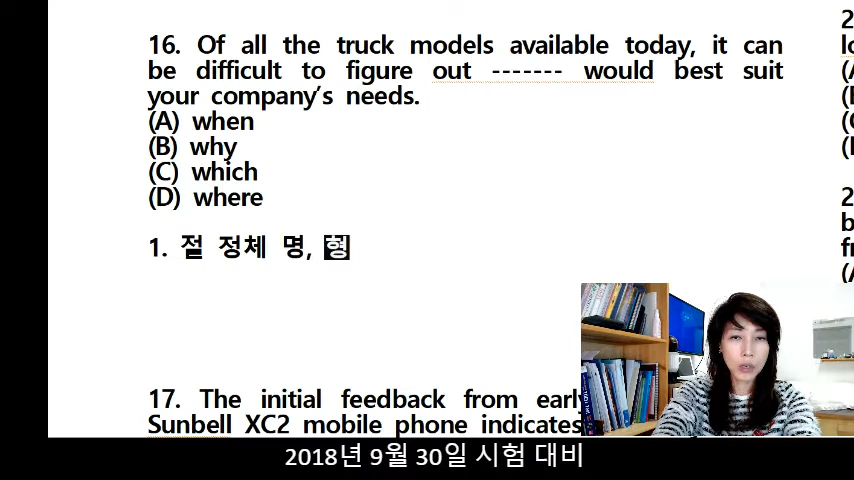 16. Of all the truck models available today, it can
be difficult to figure out ------- would best suit
your company's needs.
(A) when
(B) why
(C) which
(D) where
1. 절 정체 명, 형
17. The initial feedback from early
Sunbell XC2 mobile phone indicates
2018년 9월 30일 시험 대비